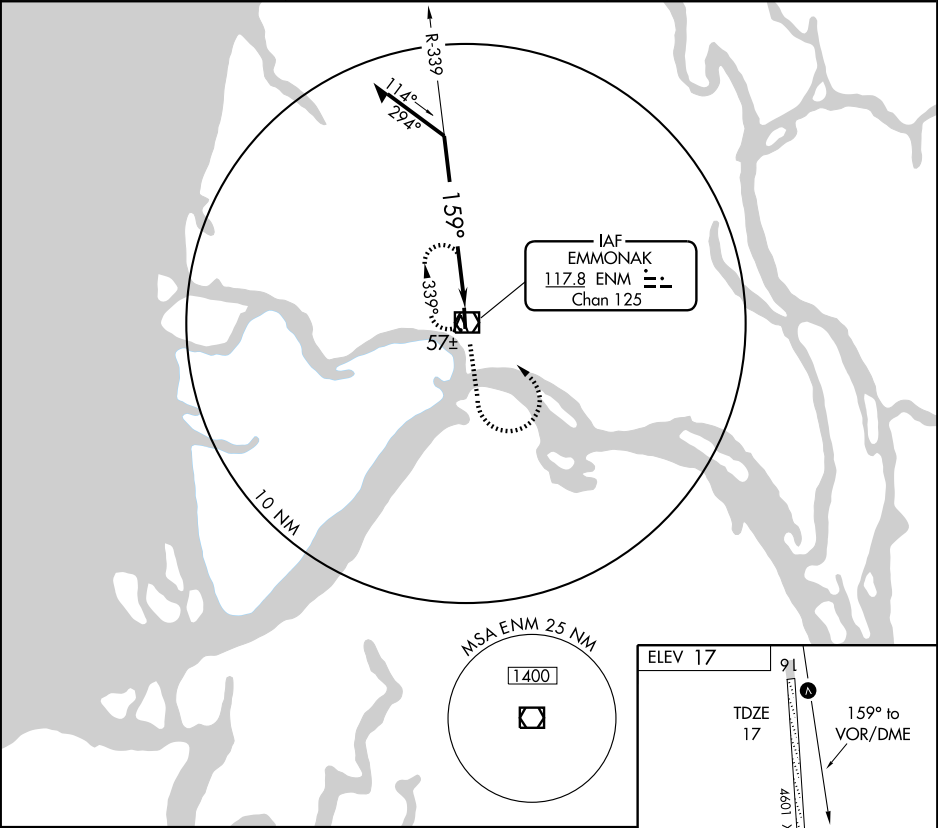 R-339
114°
294°
159°
IAF
EMMONAK
117.8 ENM
Chan 125
339°
57±
10 NM
MSA ENM 25 NM
1400
ELEV 17
16
TDZE
17
159° to
VOR/DME
V
4601 X